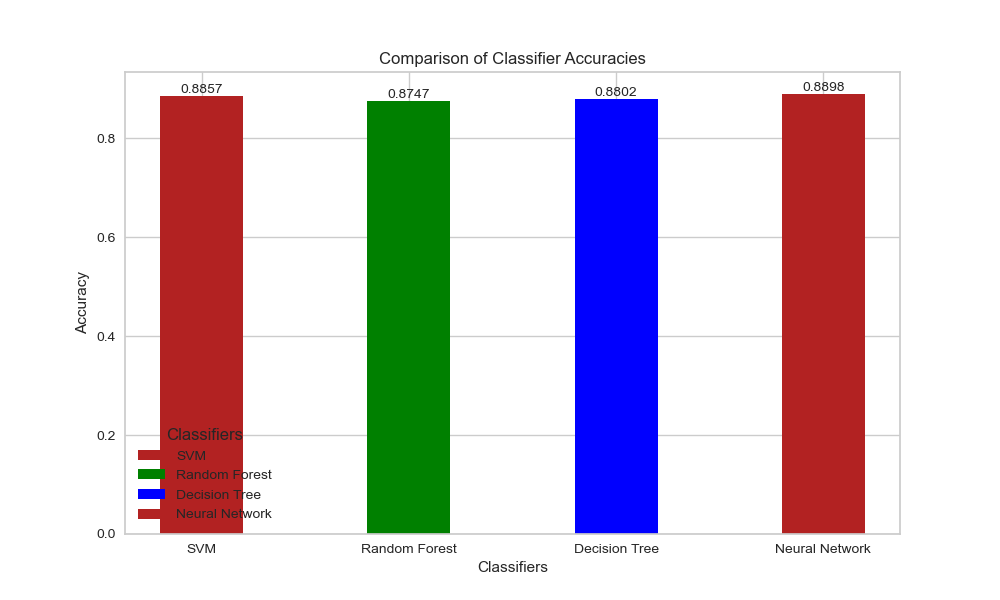 Comparison of Classifier Accuracies
0.8857
0.8747
0.8802
0.8898
0.8
0.6
0.4
0.2
0.0
Accuracy
Classifiers
SVM
Random Forest
Decision Tree
Neural Network
SVM
Random Forest
Decision Tree
Neural Network
Classifiers